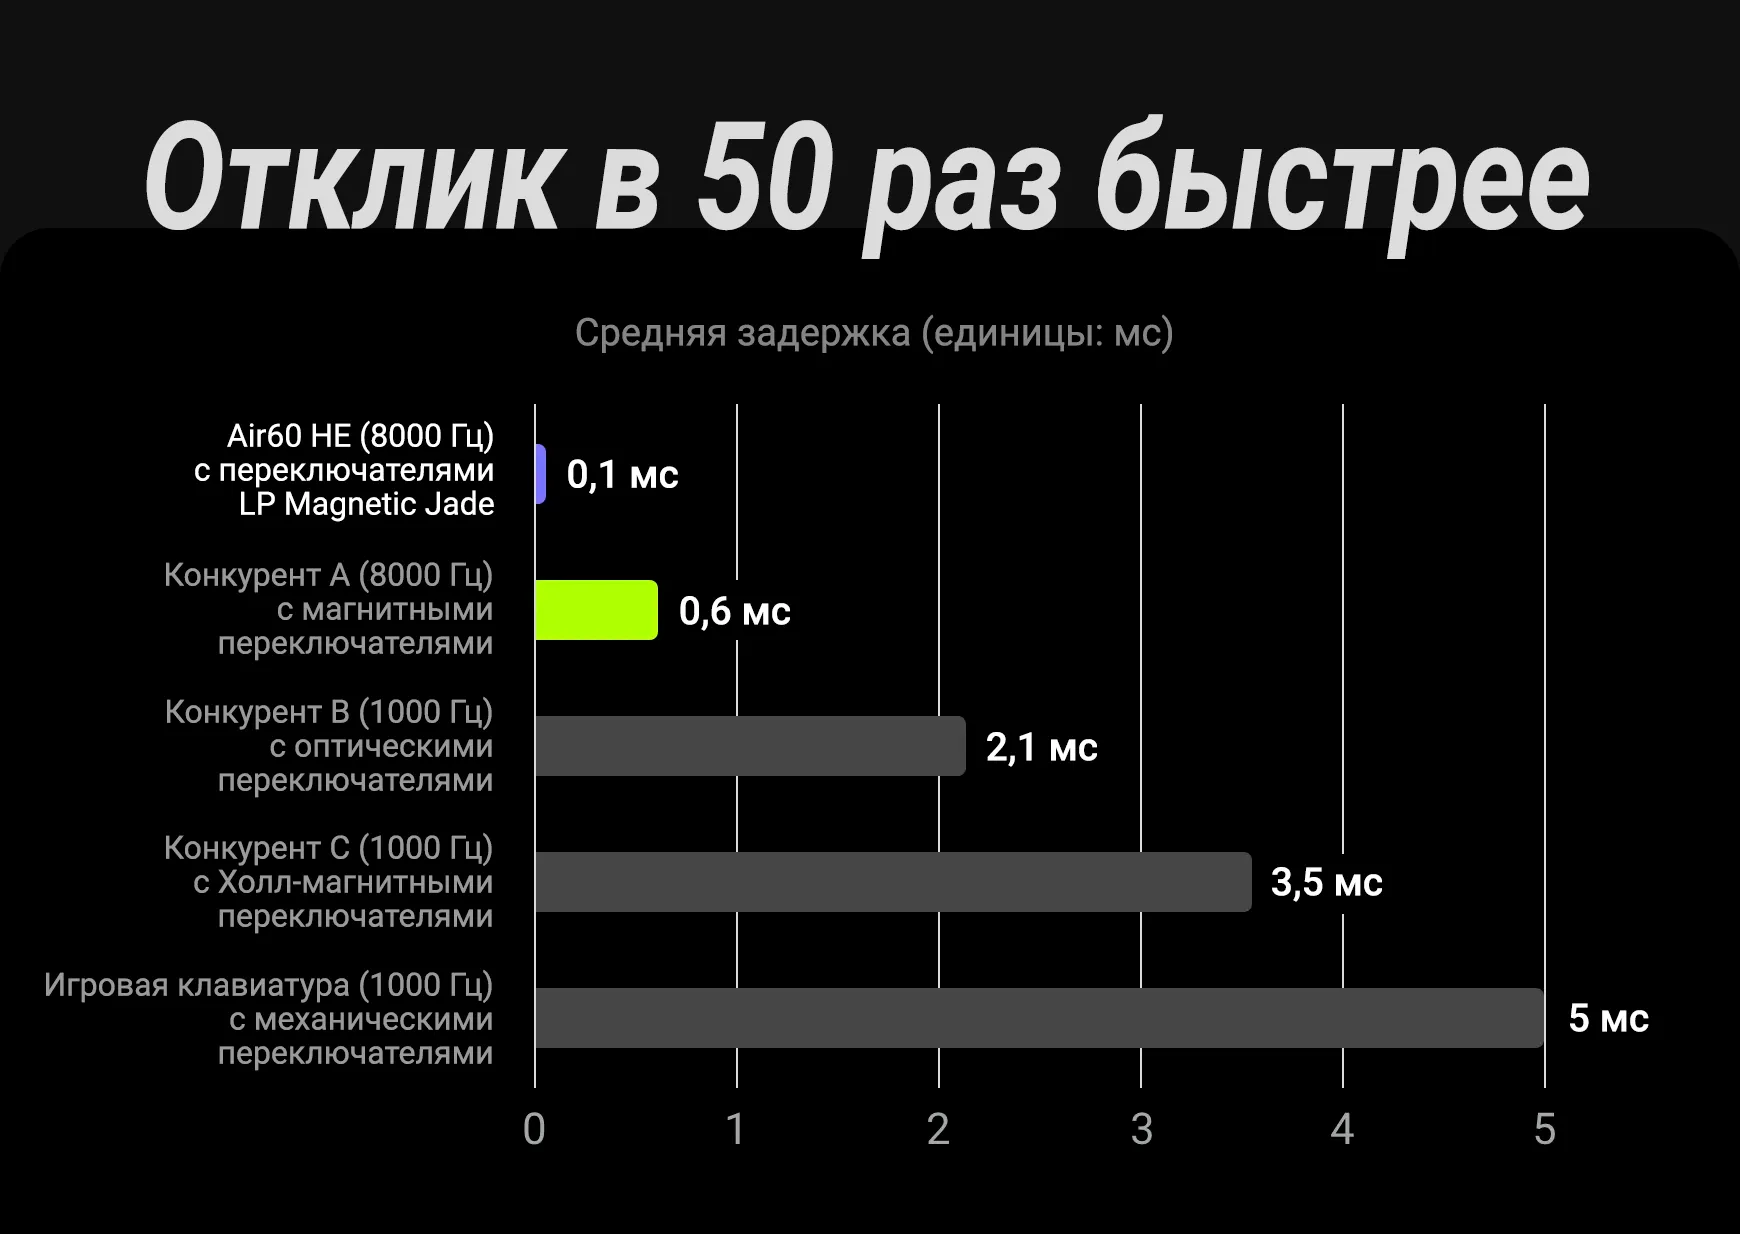 Отклик в 50 раз быстрее
Средняя задержка (единицы: мс)
Air60 HE (8000 Гц)
с переключателями
LP Magnetic Jade
0,1 мс
Конкурент A (8000 Гц)
с магнитными
переключателями
0,6 мс
Конкурент B (1000 Гц)
с оптическими
переключателями
2,1 мс
Конкурент C (1000 Гц)
с Холл-магнитными
переключателями
3,5 мс
Игровая клавиатура (1000 Гц)
с механическими
переключателями
5 мс
0 1 2 3 4 5